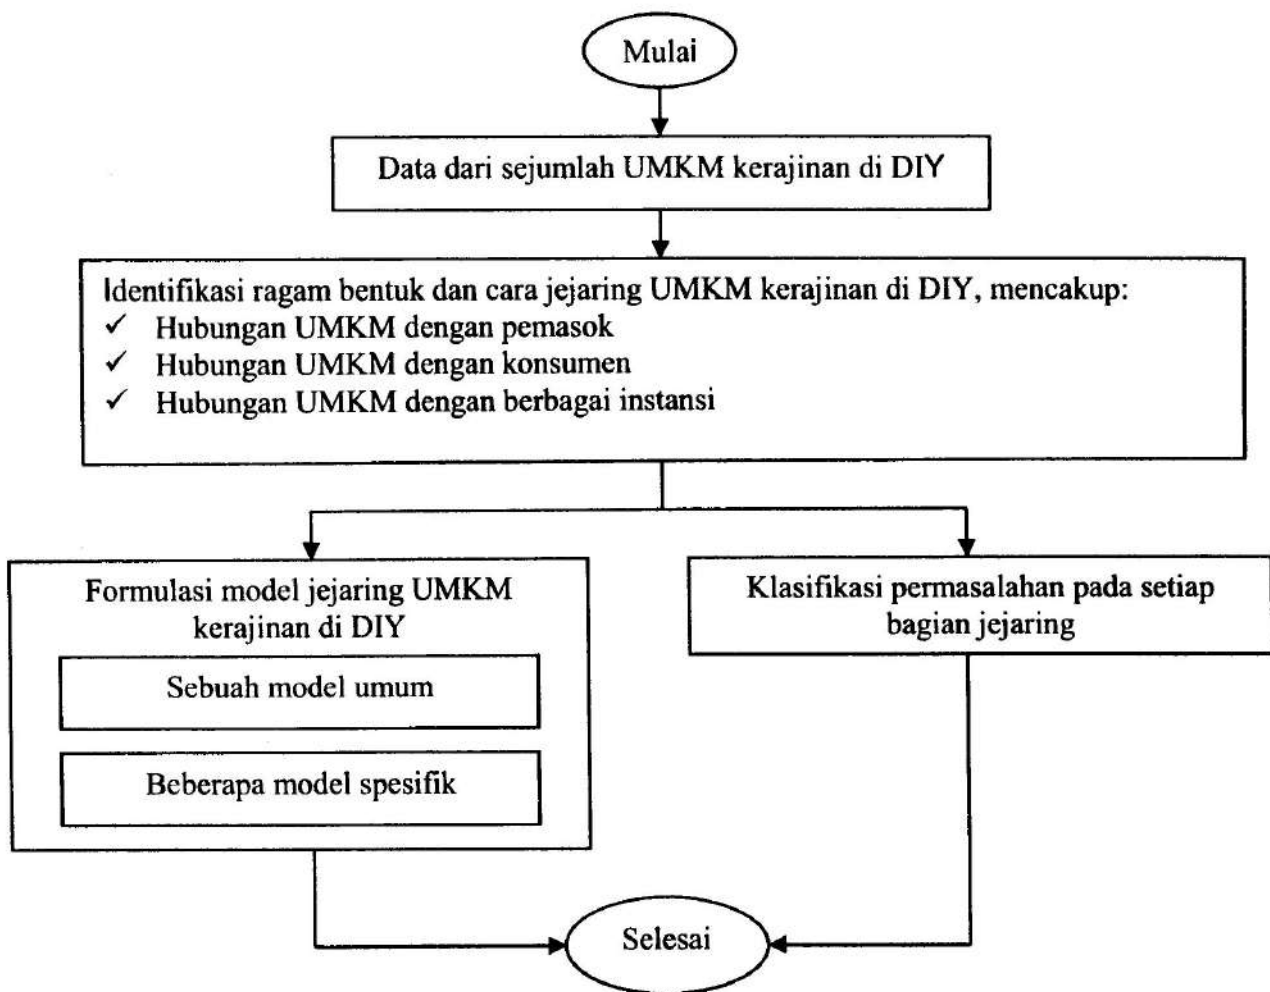 Mulai
Data dari sejumlah UMKM kerajinan di DIY
Identifikasi ragam bentuk dan cara jejaring UMKM kerajinan di DIY, mencakup:
✓ Hubungan UMKM dengan pemasok
✓ Hubungan UMKM dengan konsumen
✓ Hubungan UMKM dengan berbagai instansi
Formulasi model jejaring UMKM
kerajinan di DIY
Sebuah model umum
Beberapa model spesifik
Klasifikasi permasalahan pada setiap
bagian jejaring
Selesai